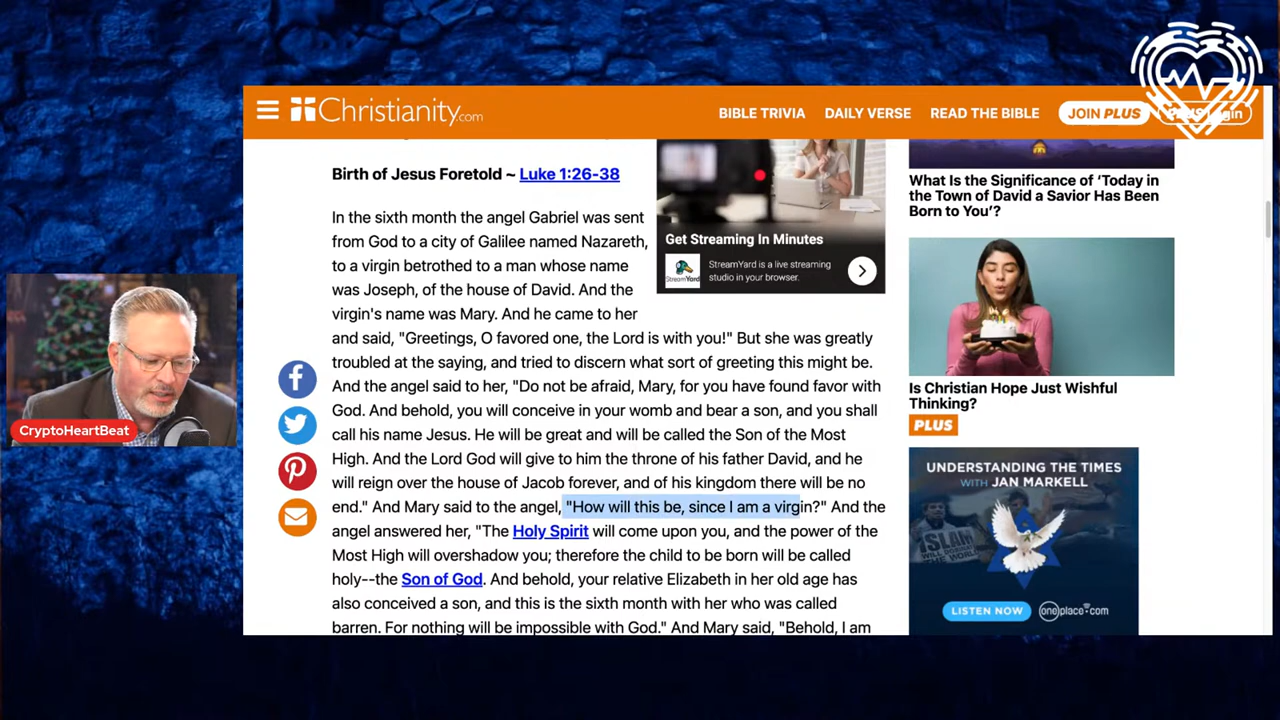 Christianity.com
BIBLE TRIVIA
DAILY VERSE
READ THE BIBLE
JOIN PLUS
PLUS Login
Birth of Jesus Foretold ~ Luke 1:26-38
In the sixth month the angel Gabriel was sent
from God to a city of Galilee named Nazareth,
to a virgin betrothed to a man whose name
was Joseph, of the house of David. And the
virgin's name was Mary. And he came to her
and said, "Greetings, O favored one, the Lord is with you!" But she was greatly
troubled at the saying, and tried to discern what sort of greeting this might be.
And the angel said to her, "Do not be afraid, Mary, for you have found favor with
God. And behold, you will conceive in your womb and bear a son, and you shall
call his name Jesus. He will be great and will be called the Son of the Most
High. And the Lord God will give to him the throne of his father David, and he
will reign over the house of Jacob forever, and of his kingdom there will be no
end." And Mary said to the angel, "How will this be, since I am a virgin?" And the
angel answered her, "The Holy Spirit will come upon you, and the power of the
Most High will overshadow you; therefore the child to be born will be called
holy--the Son of God. And behold, your relative Elizabeth in her old age has
also conceived a son, and this is the sixth month with her who was called
barren. For nothing will be impossible with God." And Mary said, "Behold, I am
Get Streaming In Minutes
StreamYard
StreamYard is a live streaming
studio in your browser.
What Is the Significance of ‘Today in
the Town of David a Savior Has Been
Born to You’?
Is Christian Hope Just Wishful
Thinking?
PLUS
UNDERSTANDING THE TIMES
WITH JAN MARKELL
ISLAM
WILL
LISTEN NOW
oneplace.com
CryptoHeartBeat